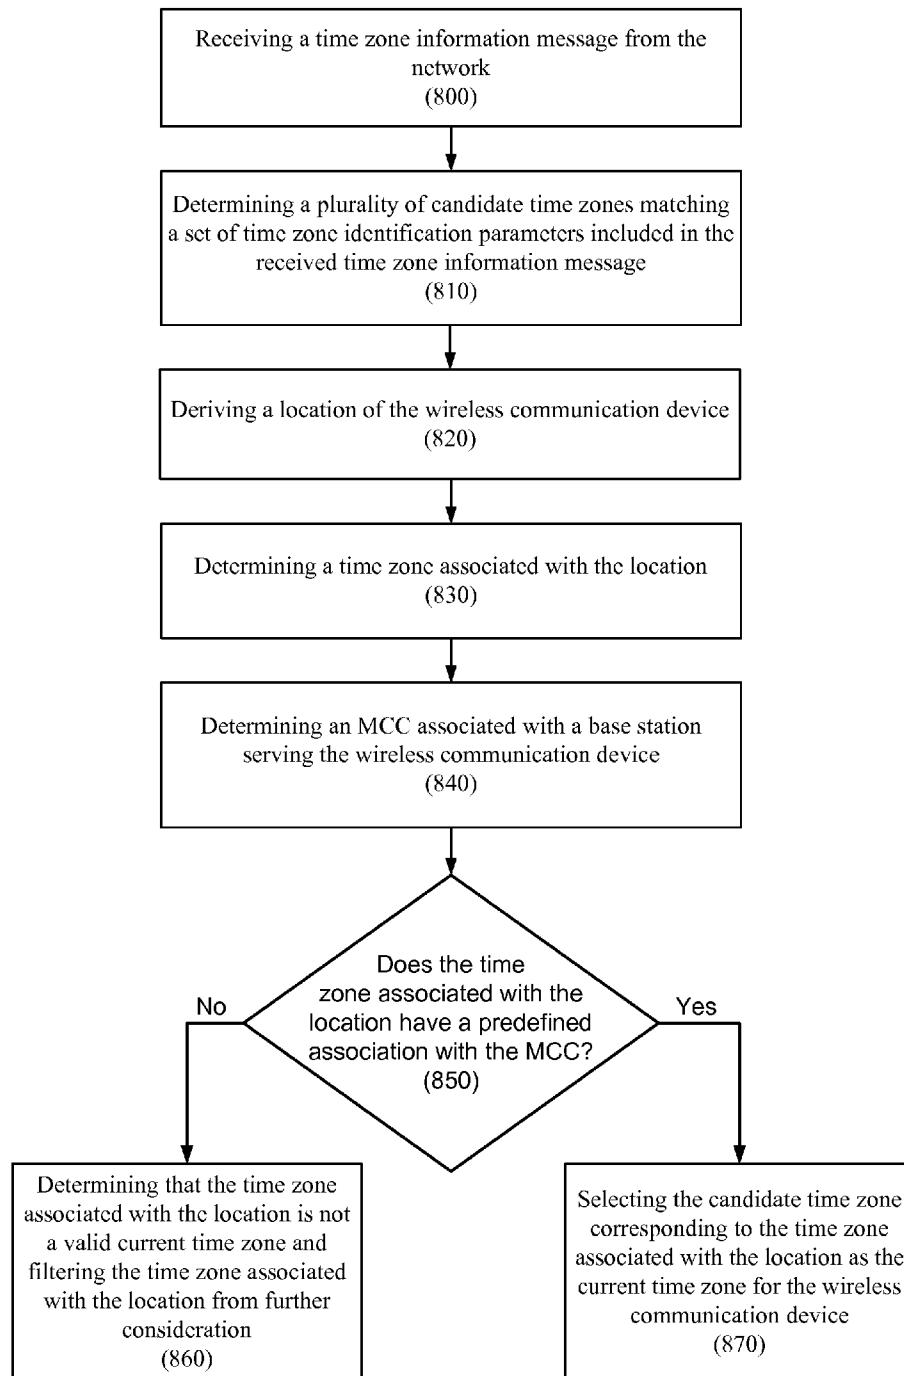 Receiving a time zone information message from the
network
(800)
Determining a plurality of candidate time zones matching
a set of time zone identification parameters included in the
received time zone information message
(810)
Deriving a location of the wireless communication device
(820)
Determining a time zone associated with the location
(830)
Determining an MCC associated with a base station
serving the wireless communication device
(840)
Does the time
zone associated with the
location have a predefined
association with the MCC?
(850)
No
Yes
Determining that the time zone
associated with the location is not
a valid current time zone and
filtering the time zone associated
with the location from further
consideration
(860)
Selecting the candidate time zone
corresponding to the time zone
associated with the location as the
current time zone for the wireless
communication device
(870)